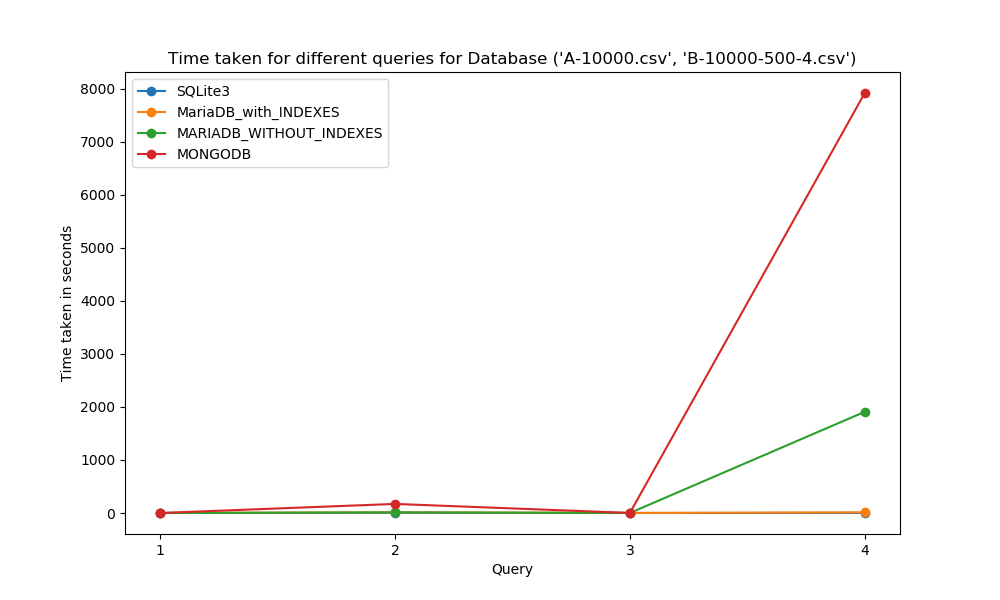 Time taken for different queries for Database ('A-10000.csv', 'B-10000-500-4.csv')
SQLite3
MariaDB_with_INDEXES
MARIADB_WITHOUT_INDEXES
MONGODB
Time taken in seconds
8000
7000
6000
5000
4000
3000
2000
1000
0
1 2 3 4
Query